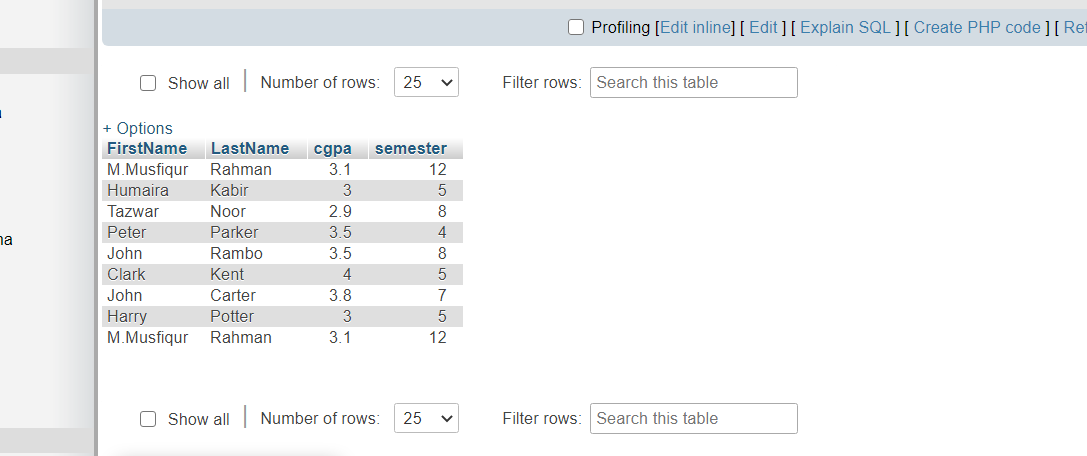 Profiling [Edit inline] [ Edit ] [ Explain SQL ] [ Create PHP code ] [ Ref
Show all Number of rows: 25 Filter rows: Search this table
+ Options
FirstName LastName cgpa semester
M.Musfiqur Rahman 3.1 12
Humaira Kabir 3 5
Tazwar Noor 2.9 8
Peter Parker 3.5 4
John Rambo 3.5 8
Clark Kent 4 5
na
John Carter 3.8 7
Harry Potter 3 5
M.Musfiqur Rahman 3.1 12
Show all Number of rows: 25 Filter rows: Search this table